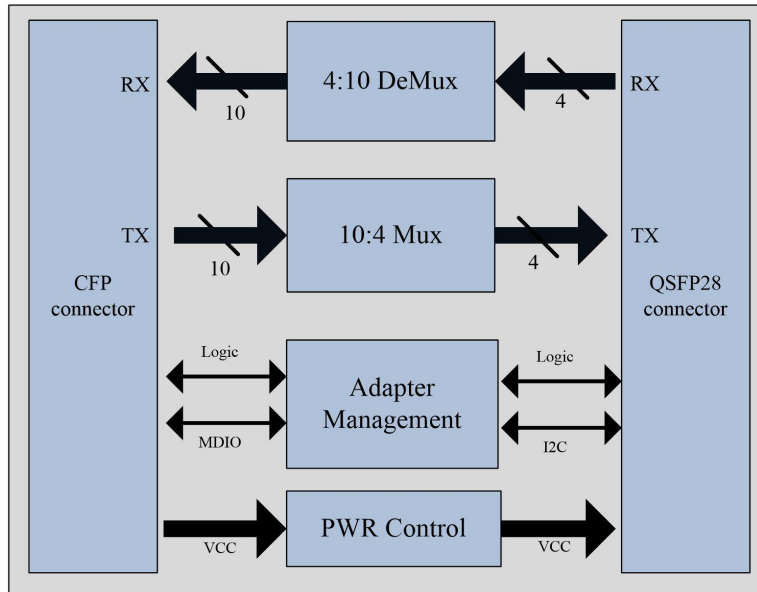 RX
10
4:10 DeMux
4
RX
TX
10
10:4 Mux
4
TX
CFP
connector
QSFP28
connector
Logic
MDIO
Adapter
Management
Logic
I2C
VCC
PWR Control
VCC